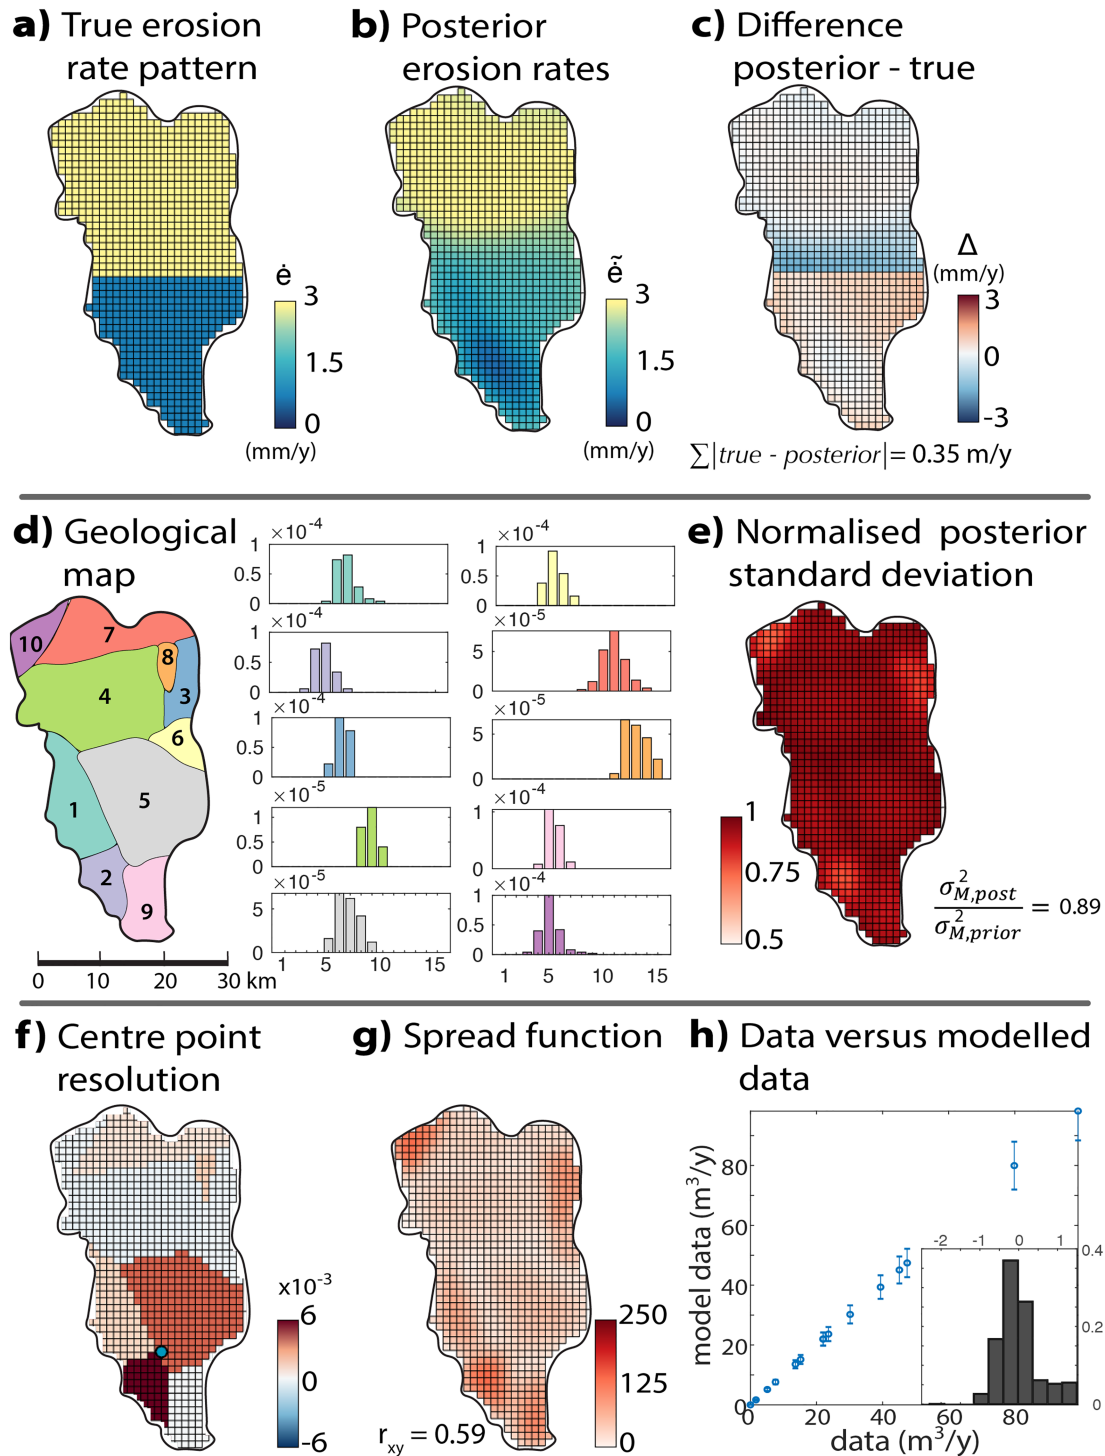 a) True erosion
rate pattern
b) Posterior
erosion rates
c) Difference
posterior - true
ė
3
1.5
0
(mm/y)
ė̃
3
1.5
0
(mm/y)
Δ
(mm/y)
3
0
-3
∑|true - posterior| = 0.35 m/y
d) Geological
map
10
7
8
4
3
6
1
5
2
9
0 10 20 30 km
×10⁻⁴
1
0.5
0
×10⁻⁴
1
0.5
0
×10⁻⁴
1
0.5
0
×10⁻⁵
1
0.5
0
×10⁻⁵
5
0
1 5 10 15
×10⁻⁴
1
0.5
0
×10⁻⁵
5
0
×10⁻⁵
5
0
×10⁻⁴
1
0
×10⁻⁴
1
0.5
0
1 5 10 15
e) Normalised posterior
standard deviation
1
0.75
0.5
σ²M,post / σ²M,prior = 0.89
f) Centre point
resolution
x10⁻³
6
0
-6
g) Spread function
250
125
0
rxy = 0.59
h) Data versus modelled
data
model data (m³/y)
80
60
40
20
0
20 40 80
data (m³/y)
-2 -1 0 1
0.4
0.2
0